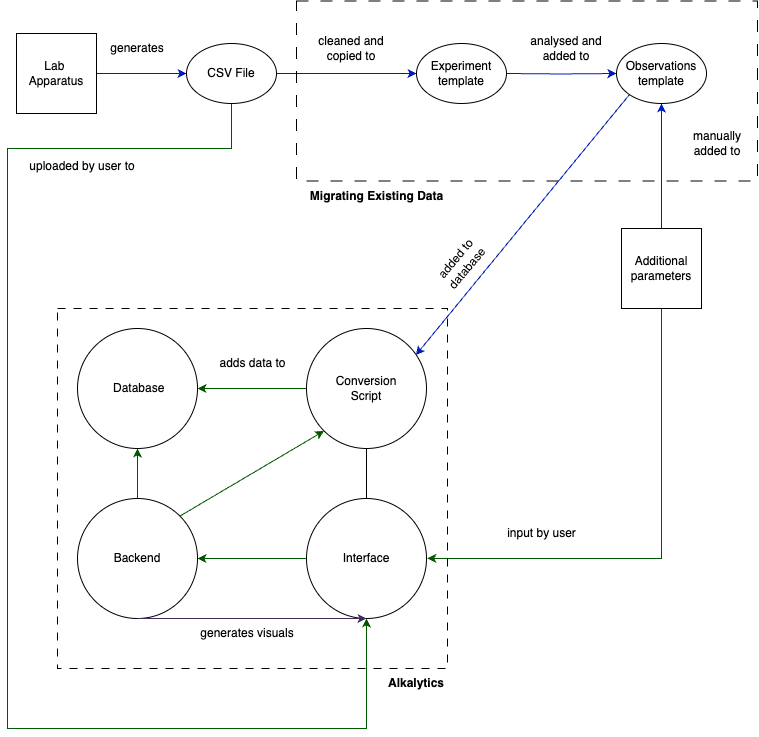 generates
cleaned and
copied to
analysed and
added to
Lab
Apparatus
CSV File
Experiment
template
Observations
template
manually
added to
uploaded by user to
Migrating Existing Data
added to
database
Additional
parameters
adds data to
Database
Conversion
Script
input by user
Backend
Interface
generates visuals
Alkalytics